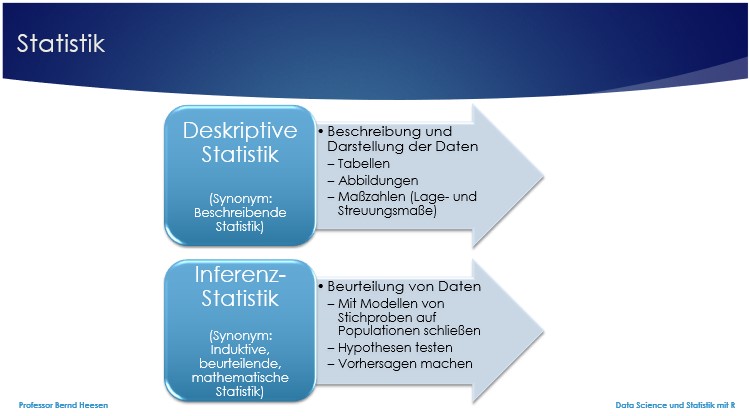 Statistik
Deskriptive
Statistik
(Synonym:
Beschreibende
Statistik)
• Beschreibung und
Darstellung der Daten
– Tabellen
– Abbildungen
– Maßzahlen (Lage- und
Streuungsmaße)
Inferenz-
Statistik
(Synonym:
Induktive,
beurteilende,
mathematische
Statistik)
• Beurteilung von Daten
– Mit Modellen von
Stichproben auf
Populationen schließen
– Hypothesen testen
– Vorhersagen machen
Professor Bernd Heesen
Data Science und Statistik mit R